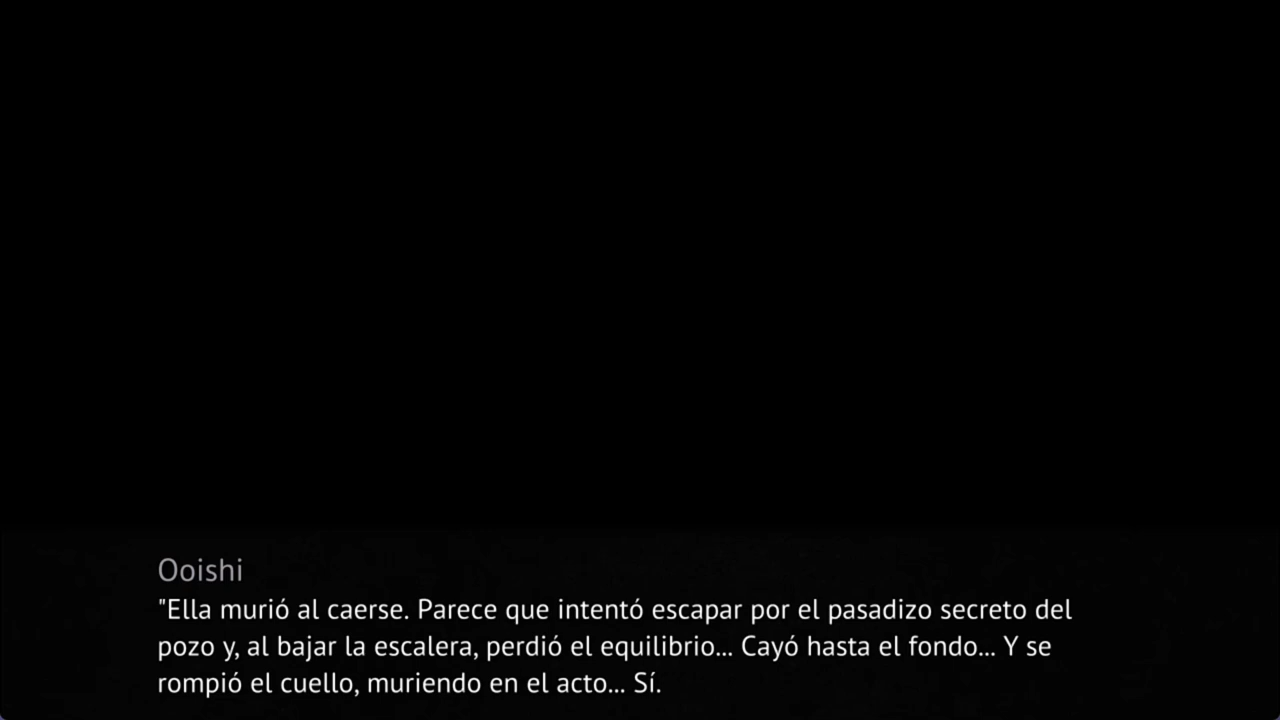 Ooishi
"Ella murió al caerse. Parece que intentó escapar por el pasadizo secreto del
pozo y, al bajar la escalera, perdió el equilibrio... Cayó hasta el fondo... Y se
rompió el cuello, muriendo en el acto... Sí.